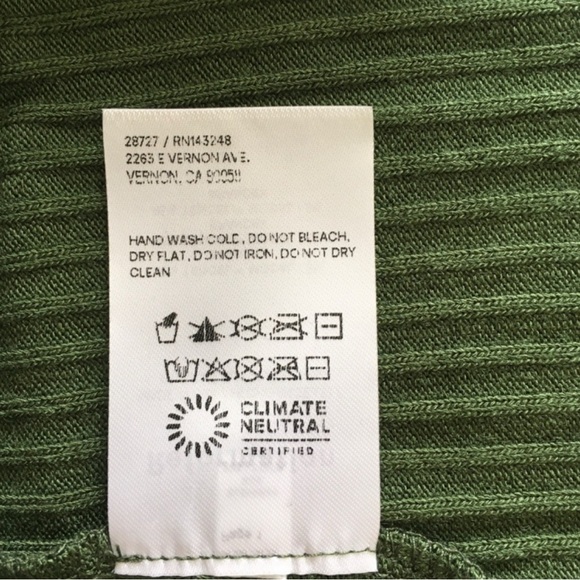 28727 / RN143248
2263 E VERNON AVE.
VERNON, CA 90058
HAND WASH COLD, DO NOT BLEACH,
DRY FLAT, DO NOT IRON, DO NOT DRY
CLEAN
CLIMATE
NEUTRAL
CERTIFIED